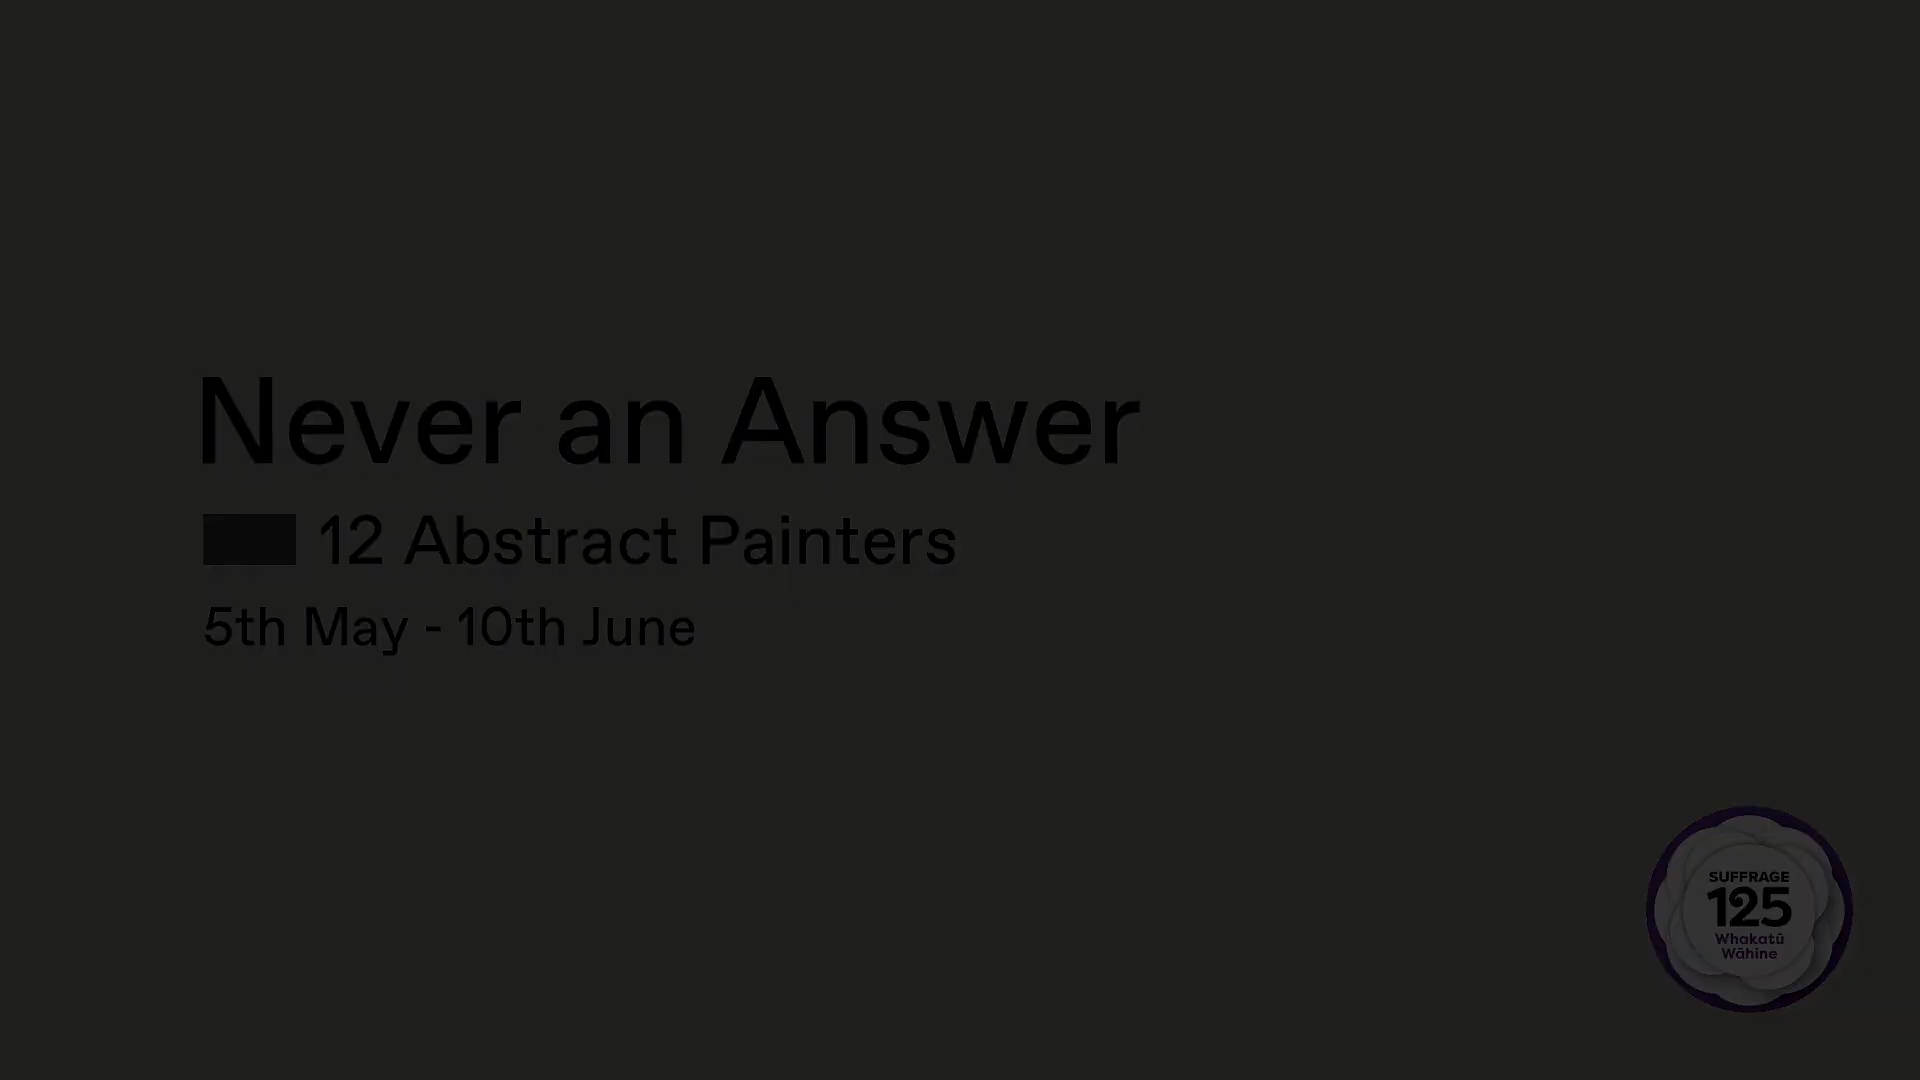 Never an Answer
12 Abstract Painters
5th May - 10th June
SUFFRAGE
125
Whakatū
Wāhine